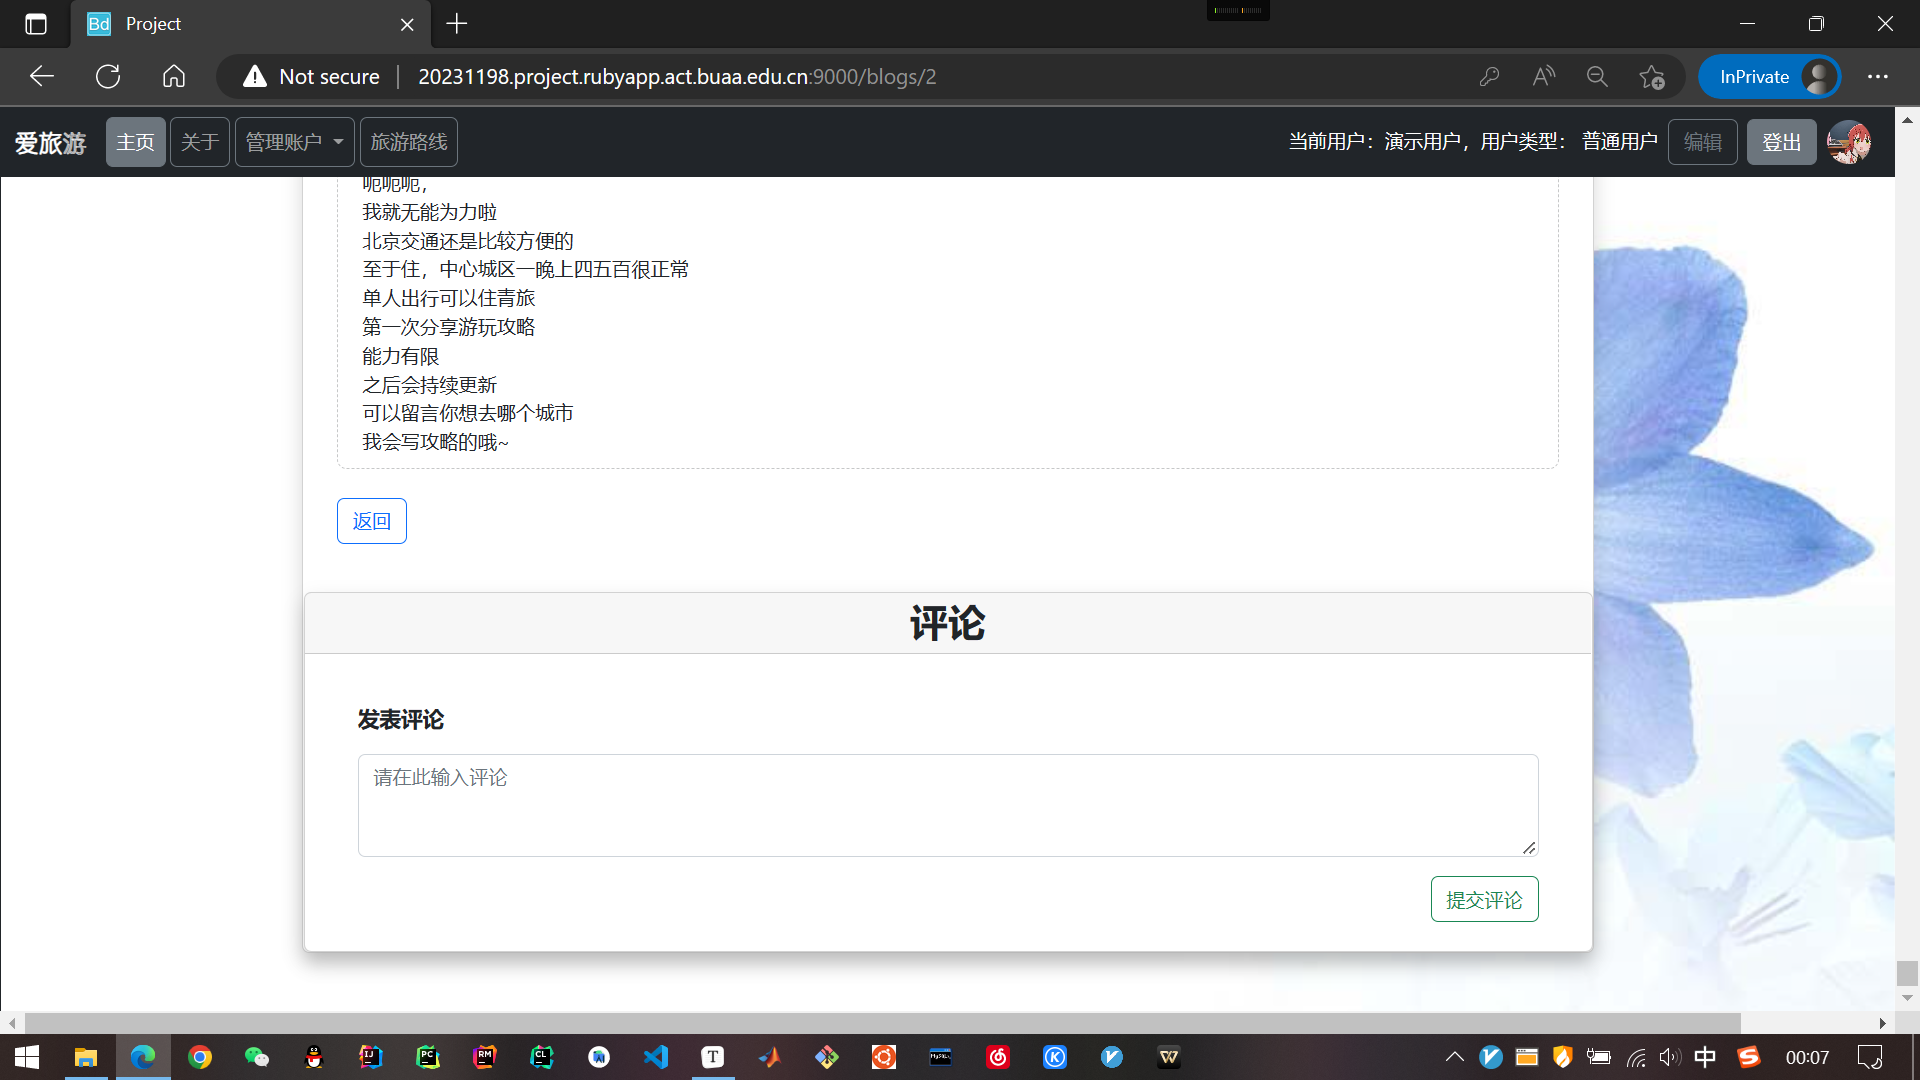 Bd Project
Not secure 20231198.project.rubyapp.act.buaa.edu.cn:9000/blogs/2 InPrivate
爱旅游 主页 关于 管理账户 旅游路线 当前用户：演示用户，用户类型： 普通用户 编辑 登出
呃呃呃，
我就无能为力啦
北京交通还是比较方便的
至于住，中心城区一晚上四五百很正常
单人出行可以住青旅
第一次分享游玩攻略
能力有限
之后会持续更新
可以留言你想去哪个城市
我会写攻略的哦~
返回
评论
发表评论
请在此输入评论
提交评论
中 00:07